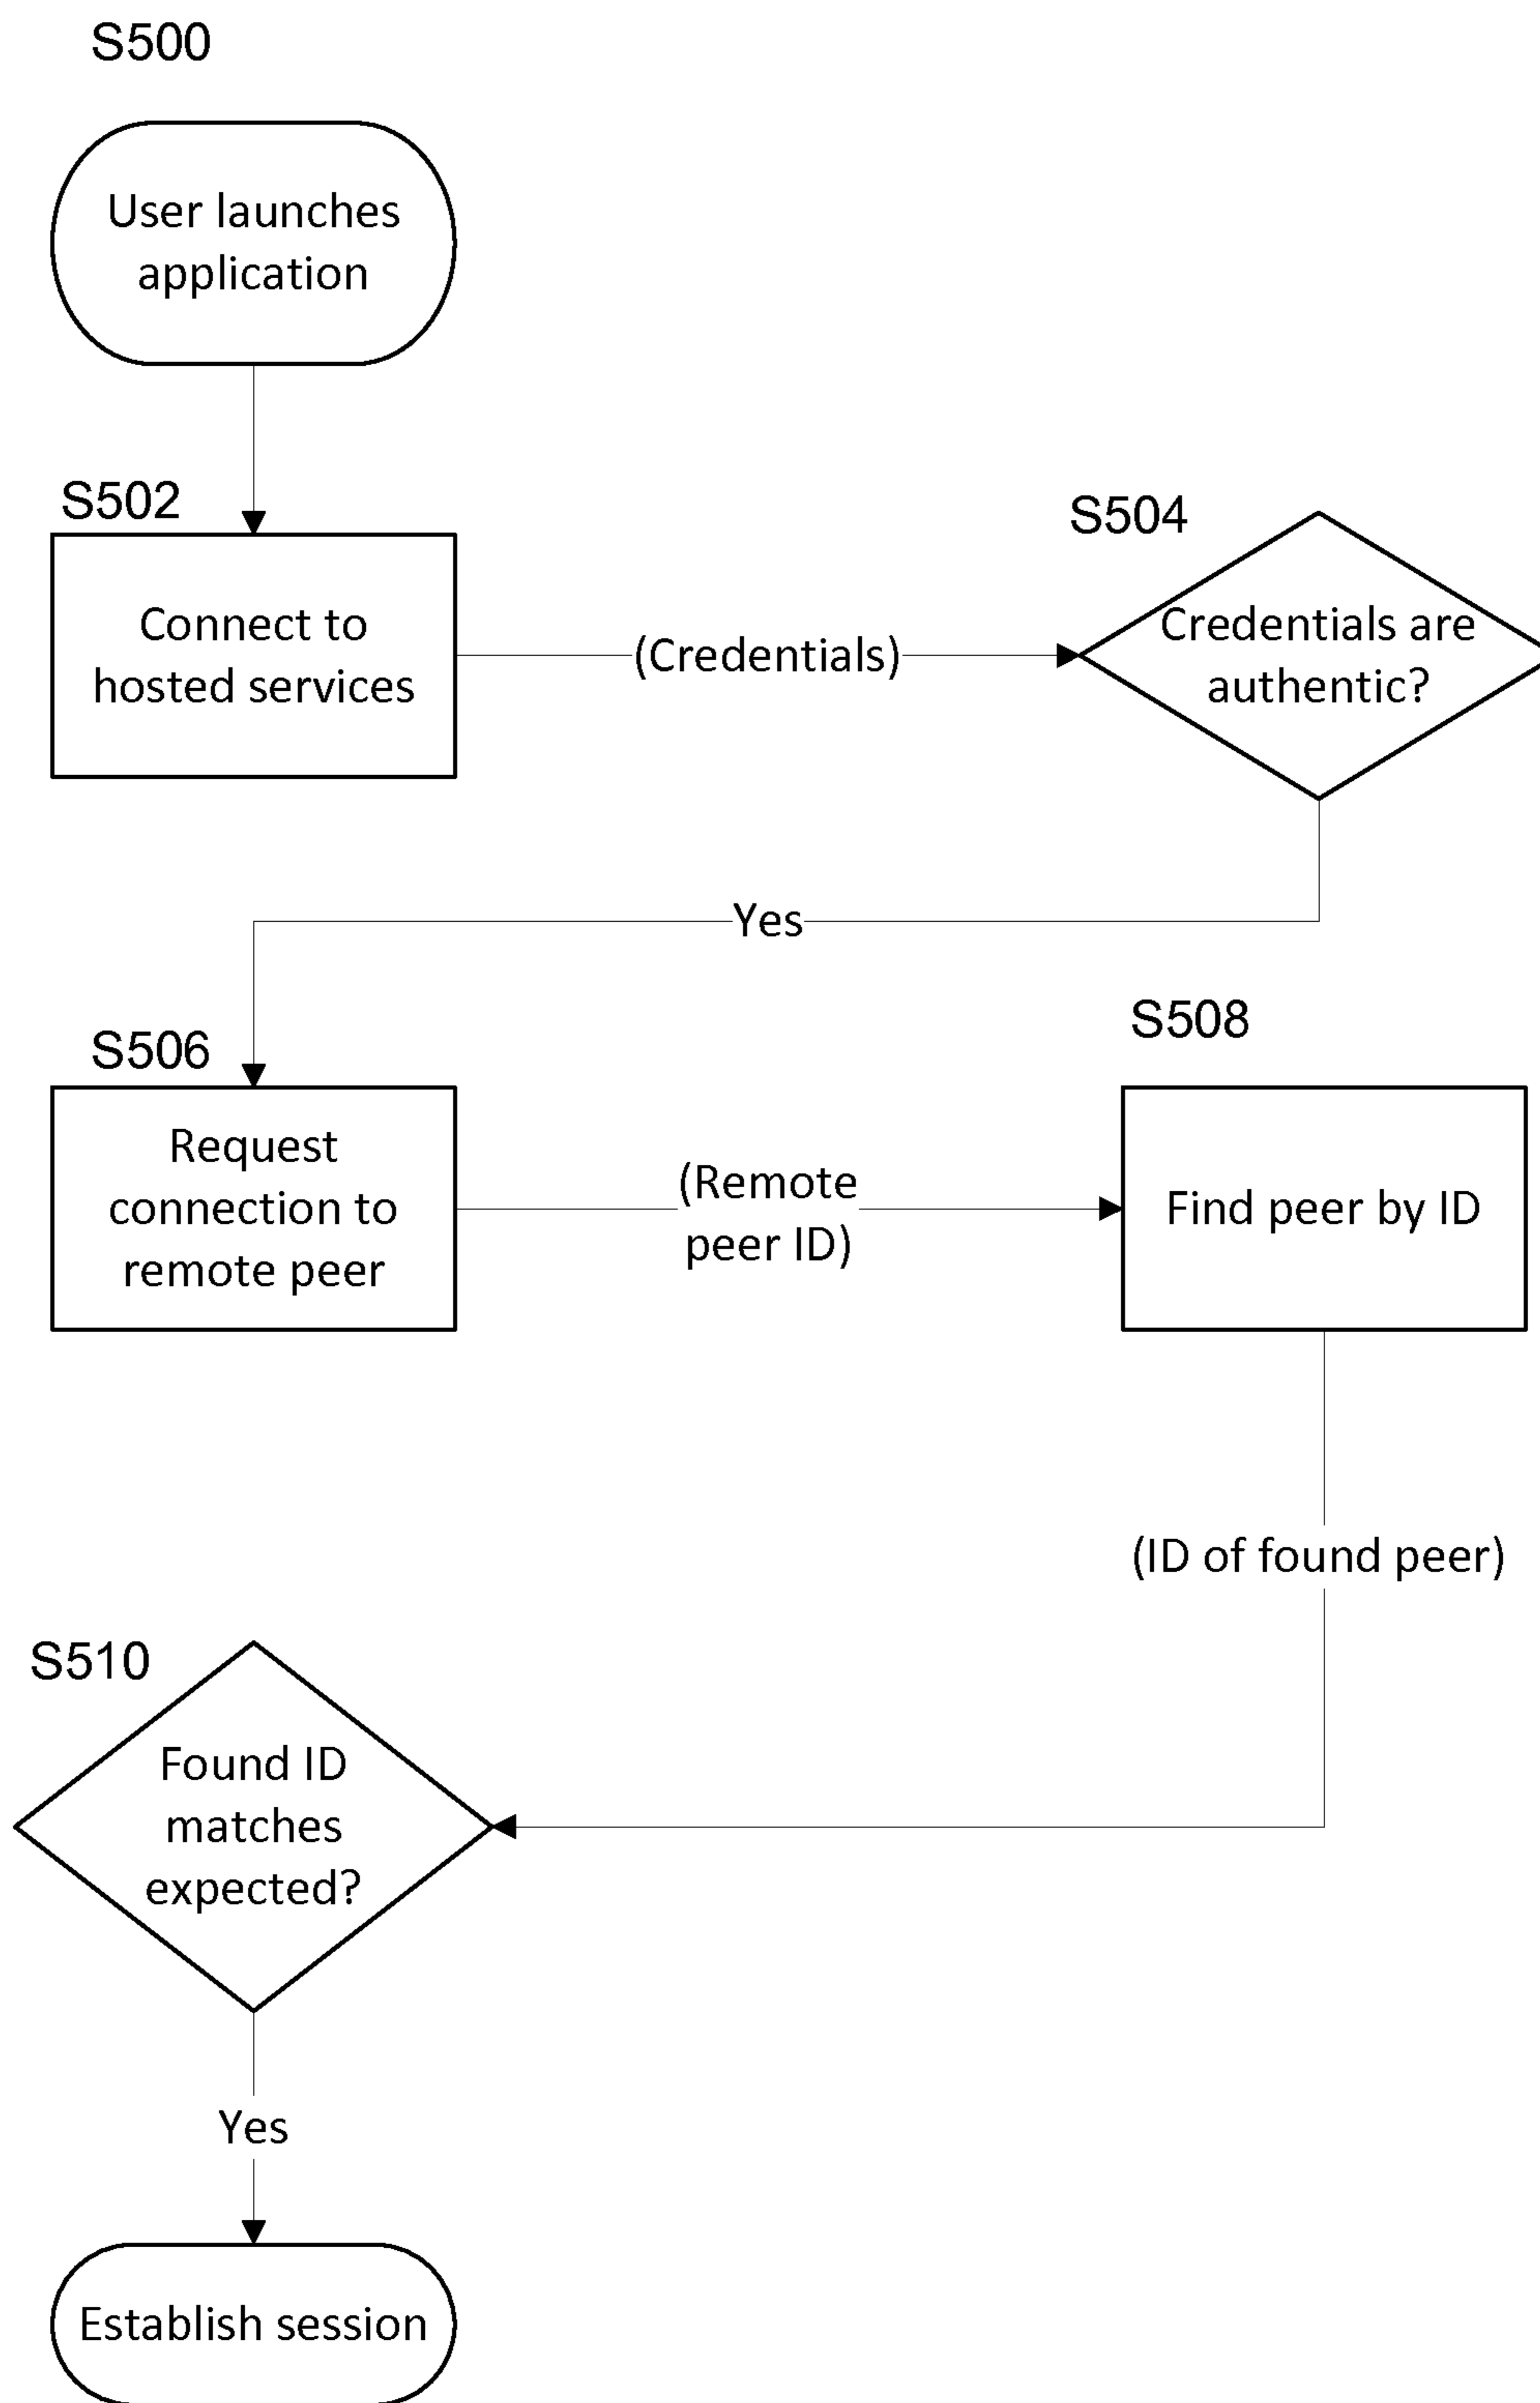 S500
User launches
application
S502
Connect to
hosted services
(Credentials)
S504
Credentials are
authentic?
Yes
S506
Request
connection to
remote peer
(Remote
peer ID)
S508
Find peer by ID
(ID of found peer)
S510
Found ID
matches
expected?
Yes
Establish session